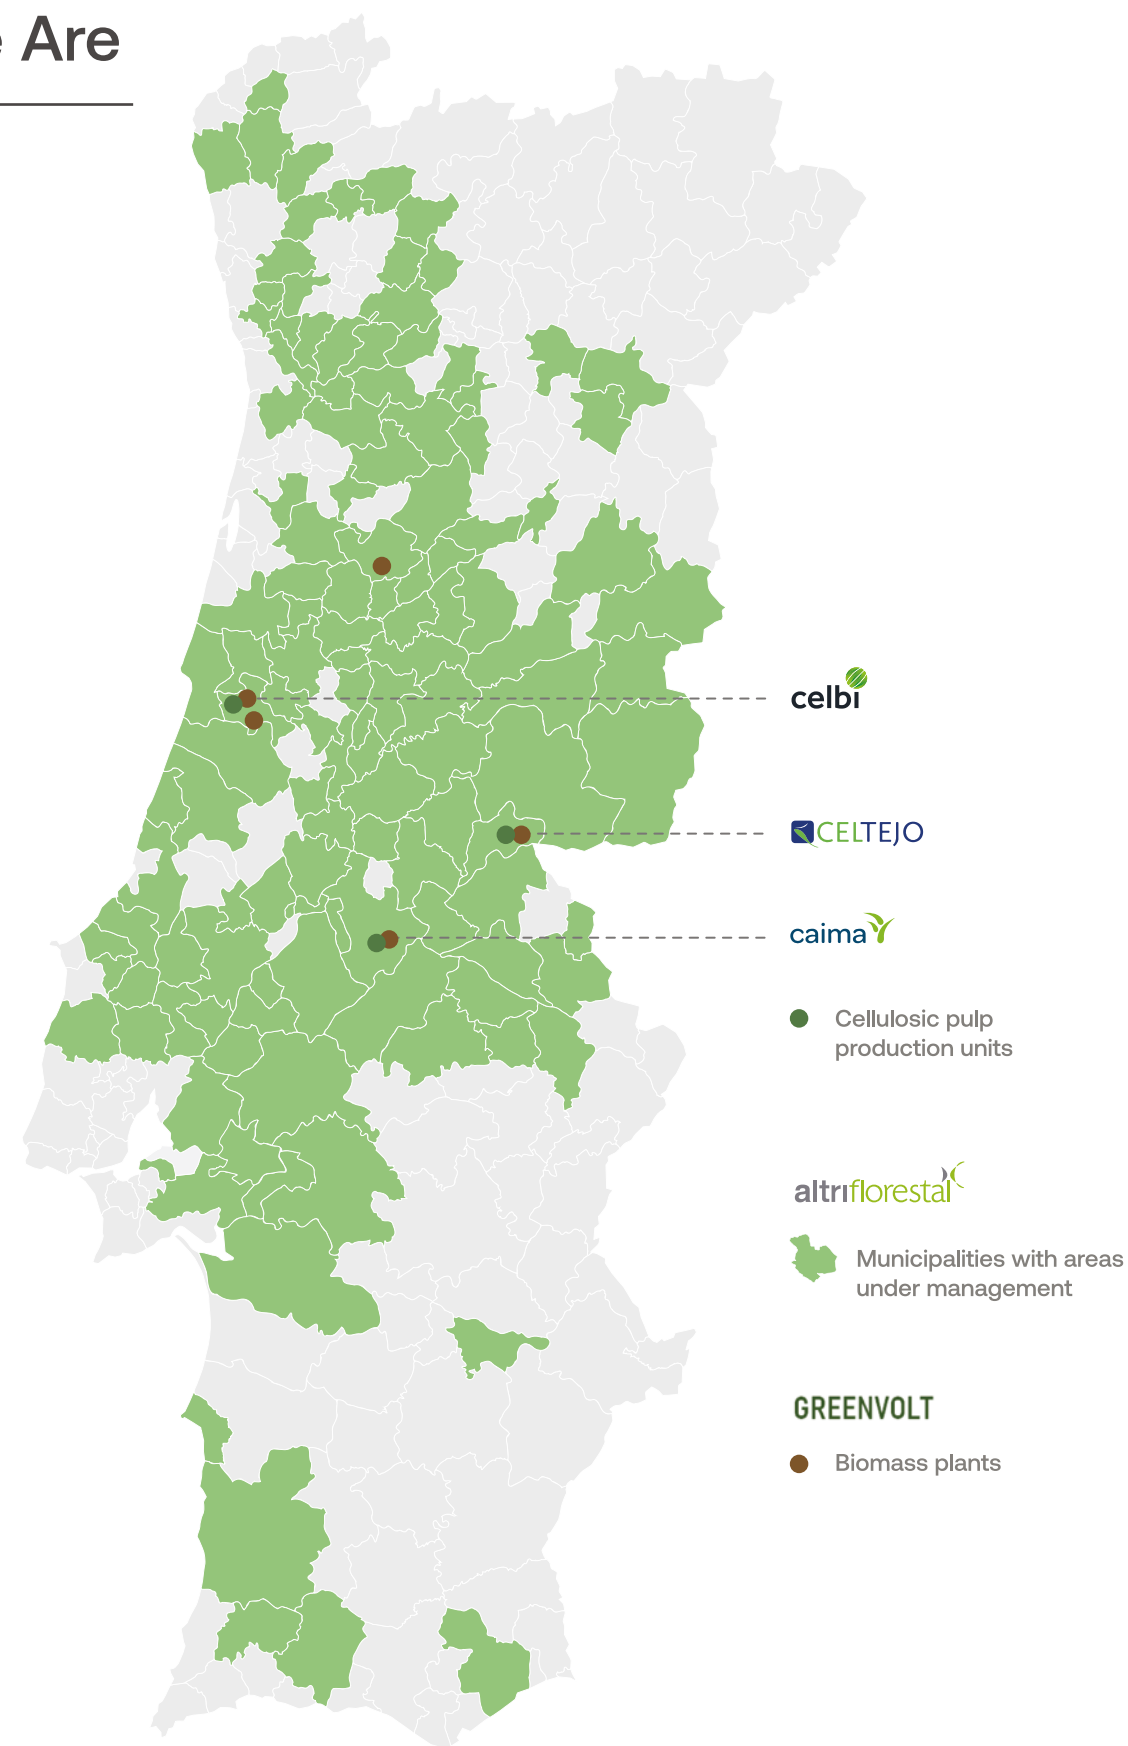 e Are
celbi
CELTEJO
caima
Cellulosic pulp
production units
altriflorestal
Municipalities with areas
under management
GREENVOLT
Biomass plants